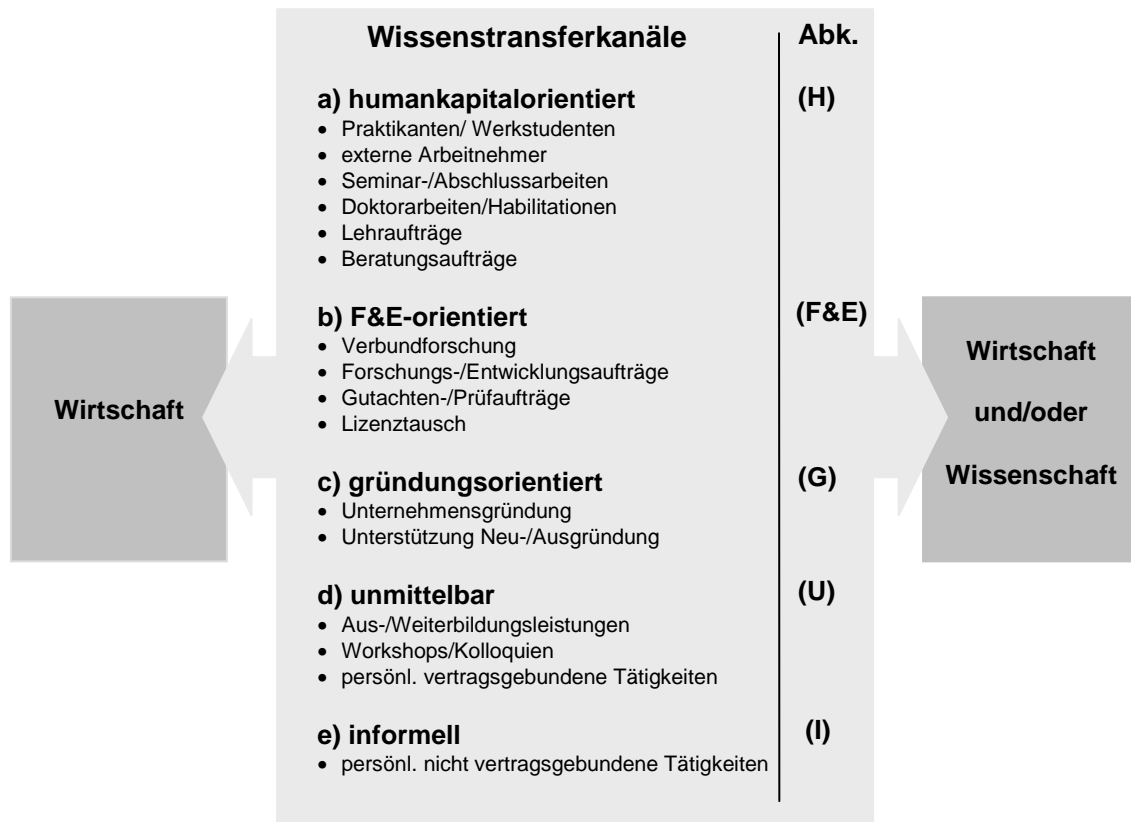 Wissenstransferkanäle Abk.
a) humankapitalorientiert (H)
• Praktikanten/ Werkstudenten
• externe Arbeitnehmer
• Seminar-/Abschlussarbeiten
• Doktorarbeiten/Habilitationen
• Lehraufträge
• Beratungsaufträge
b) F&E-orientiert (F&E)
• Verbundforschung
• Forschungs-/Entwicklungsaufträge
• Gutachten-/Prüfaufträge
• Lizenztausch
c) gründungsorientiert (G)
• Unternehmensgründung
• Unterstützung Neu-/Ausgründung
d) unmittelbar (U)
• Aus-/Weiterbildungsleistungen
• Workshops/Kolloquien
• persönl. vertragsgebundene Tätigkeiten
e) informell (I)
• persönl. nicht vertragsgebundene Tätigkeiten
Wirtschaft
Wirtschaft
und/oder
Wissenschaft